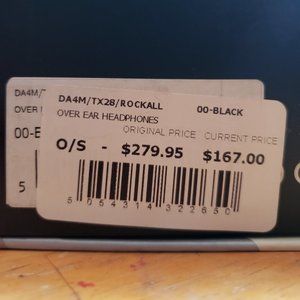 DA4M/
DA4M/TX28/ROCKALL 00-BLACK
OVER
OVER EAR HEADPHONES
ORIGINAL PRICE CURRENT PRICE
00-
O/S - $279.95 $167.00
5
5 054314 322650